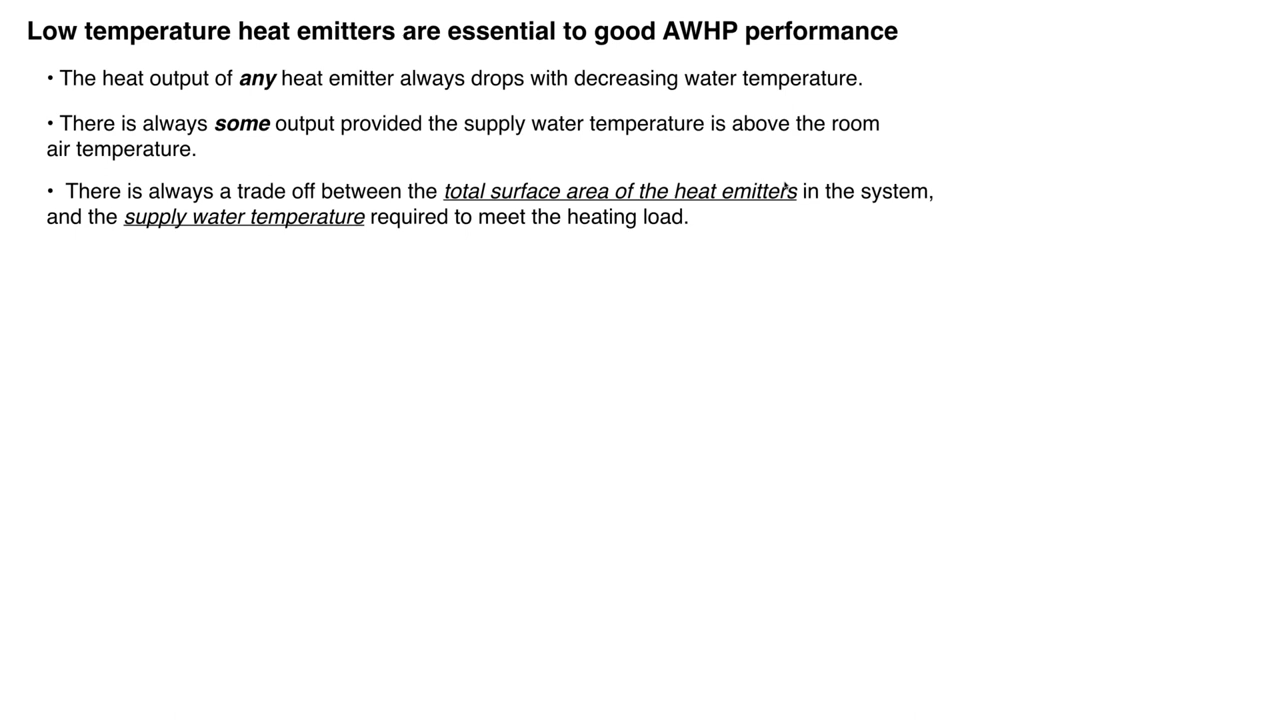 Low temperature heat emitters are essential to good AWHP performance
• The heat output of any heat emitter always drops with decreasing water temperature.
• There is always some output provided the supply water temperature is above the room
air temperature.
• There is always a trade off between the total surface area of the heat emitters in the system,
and the supply water temperature required to meet the heating load.